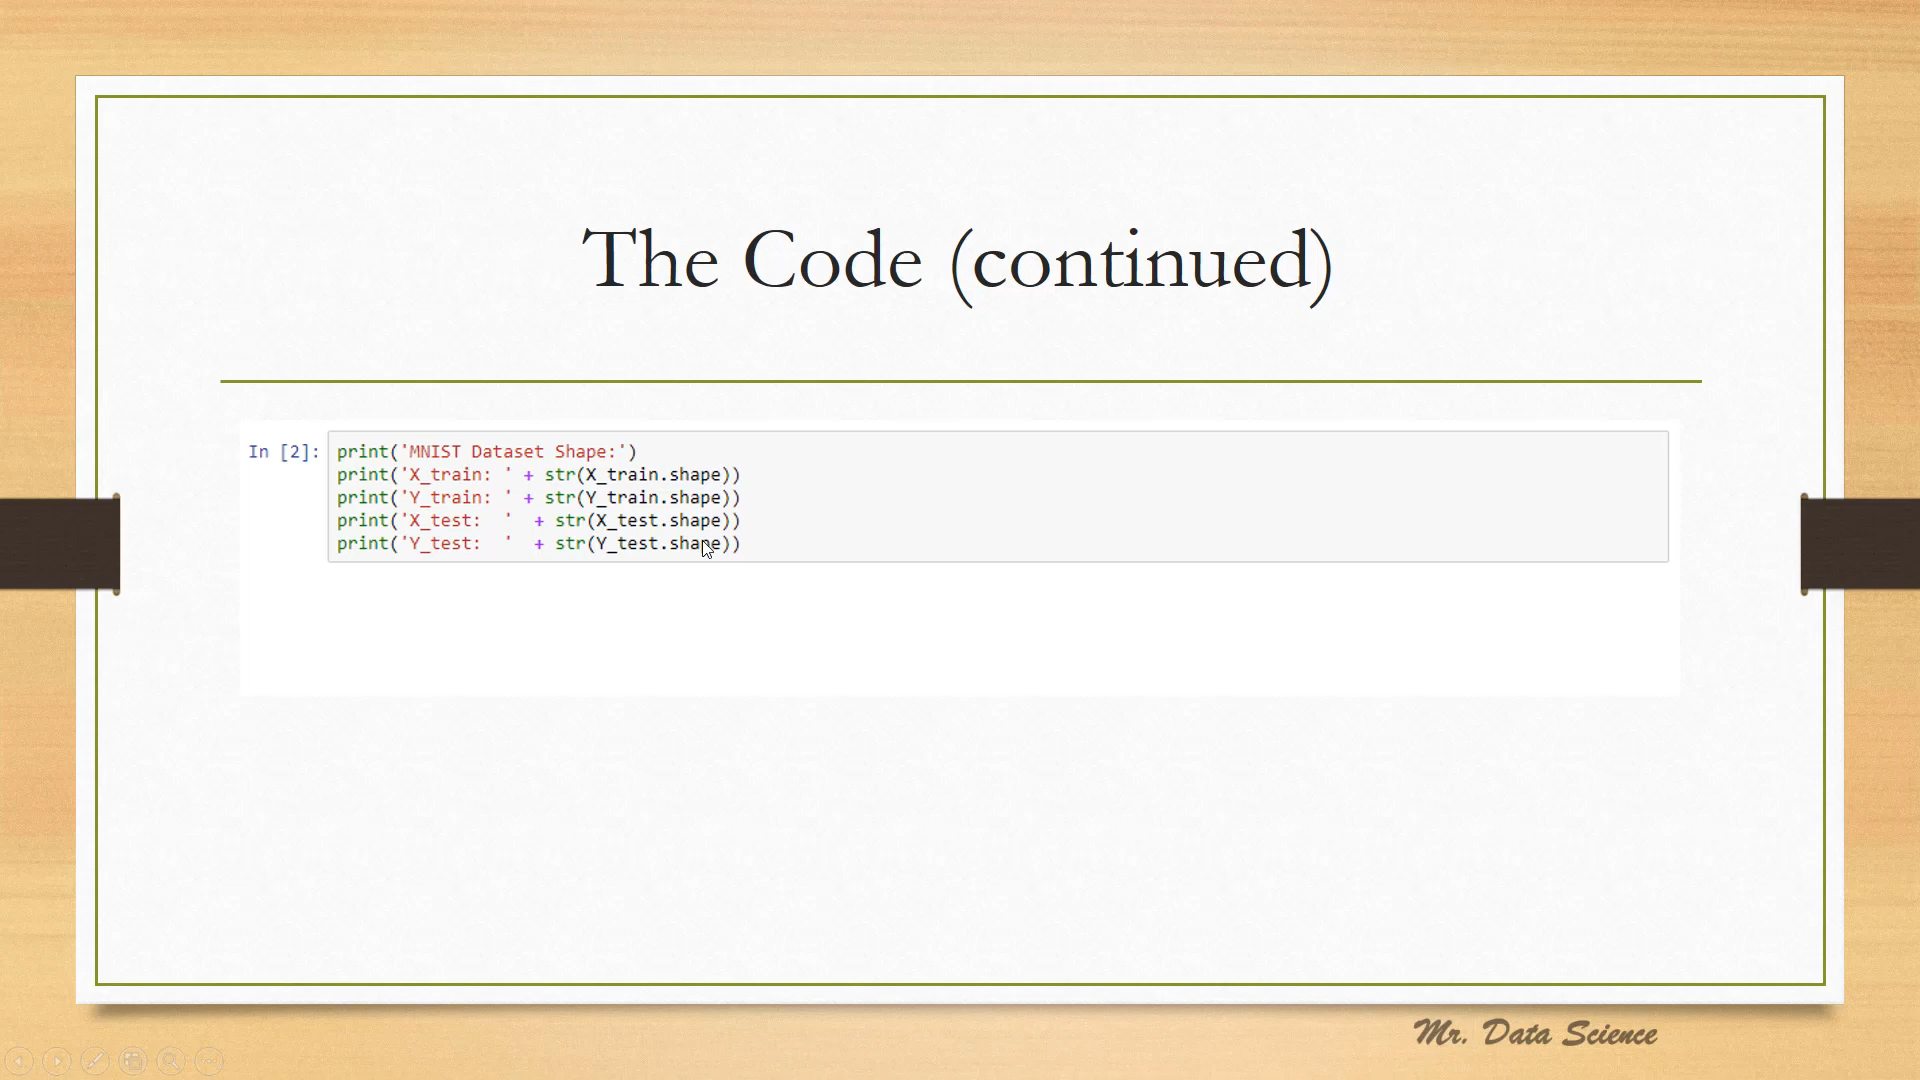 The Code (continued)
In [2]: print('MNIST Dataset Shape:')
print('X_train: ' + str(X_train.shape))
print('Y_train: ' + str(Y_train.shape))
print('X_test:  '  + str(X_test.shape))
print('Y_test:  '  + str(Y_test.shape))
Mr. Data Science